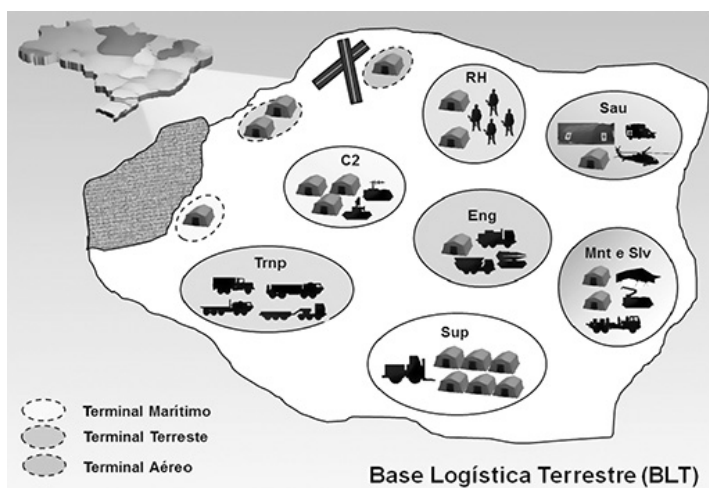 RH
Sau
C2
Eng
Trnp
Mnt e Slv
Sup
Terminal Marítimo
Terminal Terreste
Terminal Aéreo
Base Logística Terrestre (BLT)